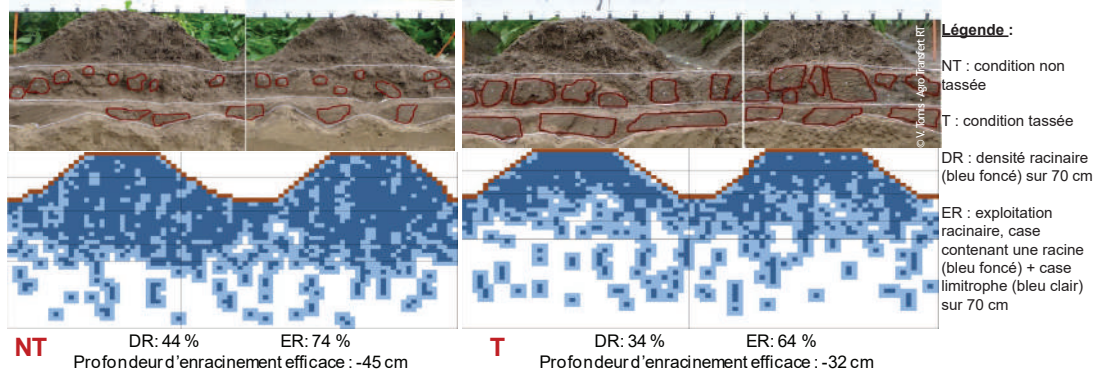 © V. Tomis - Agro Transfert RT
Légende :
NT : condition non
tassée
T : condition tassée
DR : densité racinaire
(bleu foncé) sur 70 cm
ER : exploitation
racinaire, case
contenant une racine
(bleu foncé) + case
limitrophe (bleu clair)
sur 70 cm
NT
DR: 44 % ER: 74 %
Profondeur d'enracinement efficace : -45 cm
T
DR: 34 % ER: 64 %
Profondeur d'enracinement efficace : -32 cm